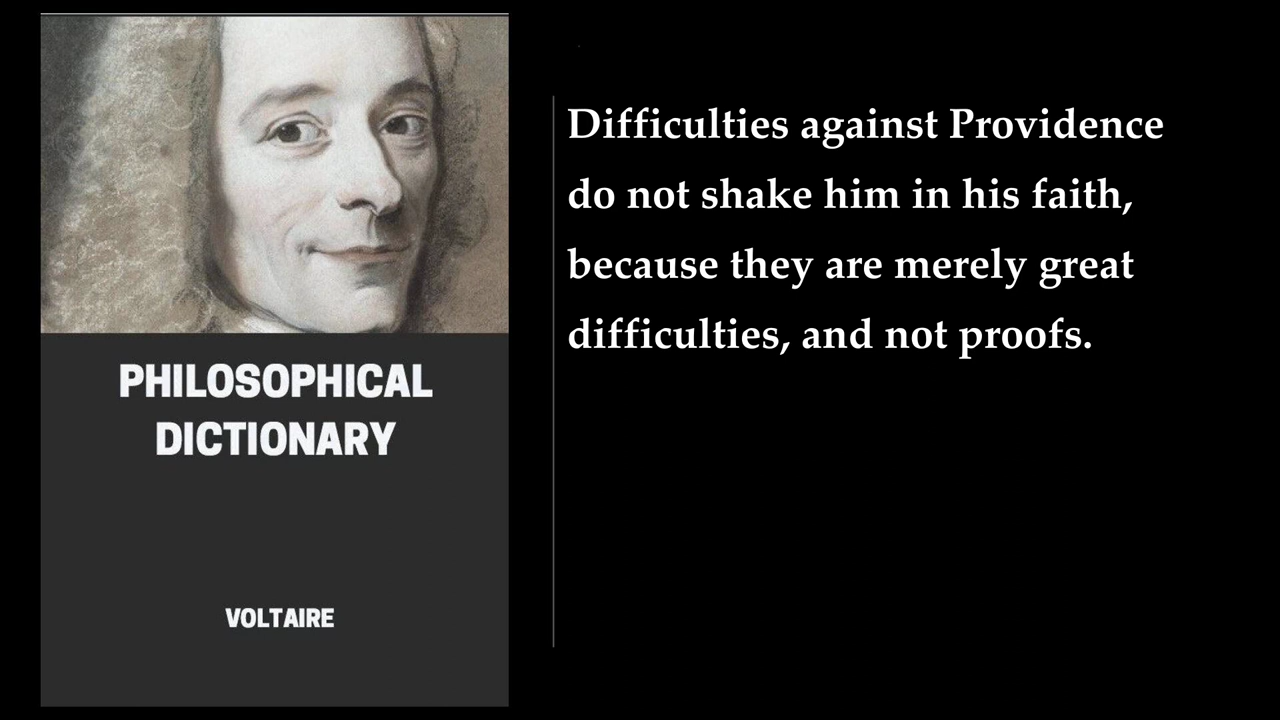 PHILOSOPHICAL
DICTIONARY
VOLTAIRE
Difficulties against Providence
do not shake him in his faith,
because they are merely great
difficulties, and not proofs.